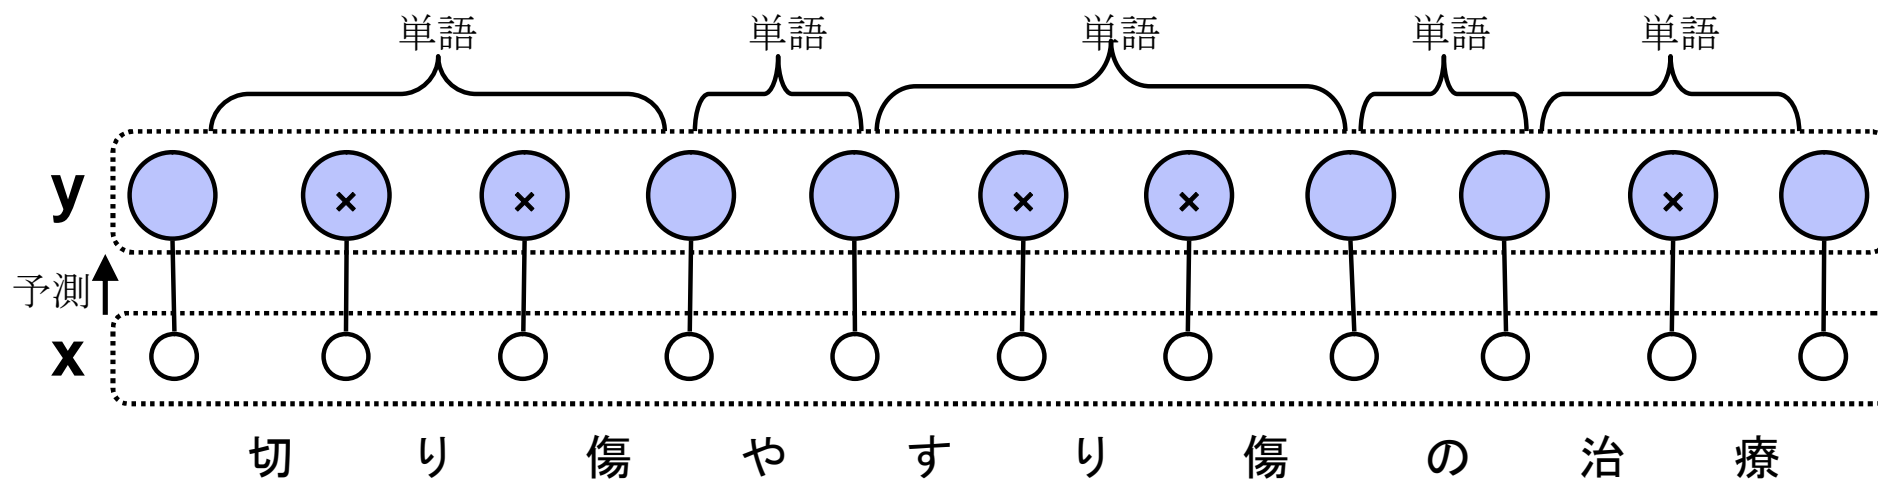 単語 単語 単語 単語 単語
y × × × × ×
予測
x
切り傷やすり傷の治療